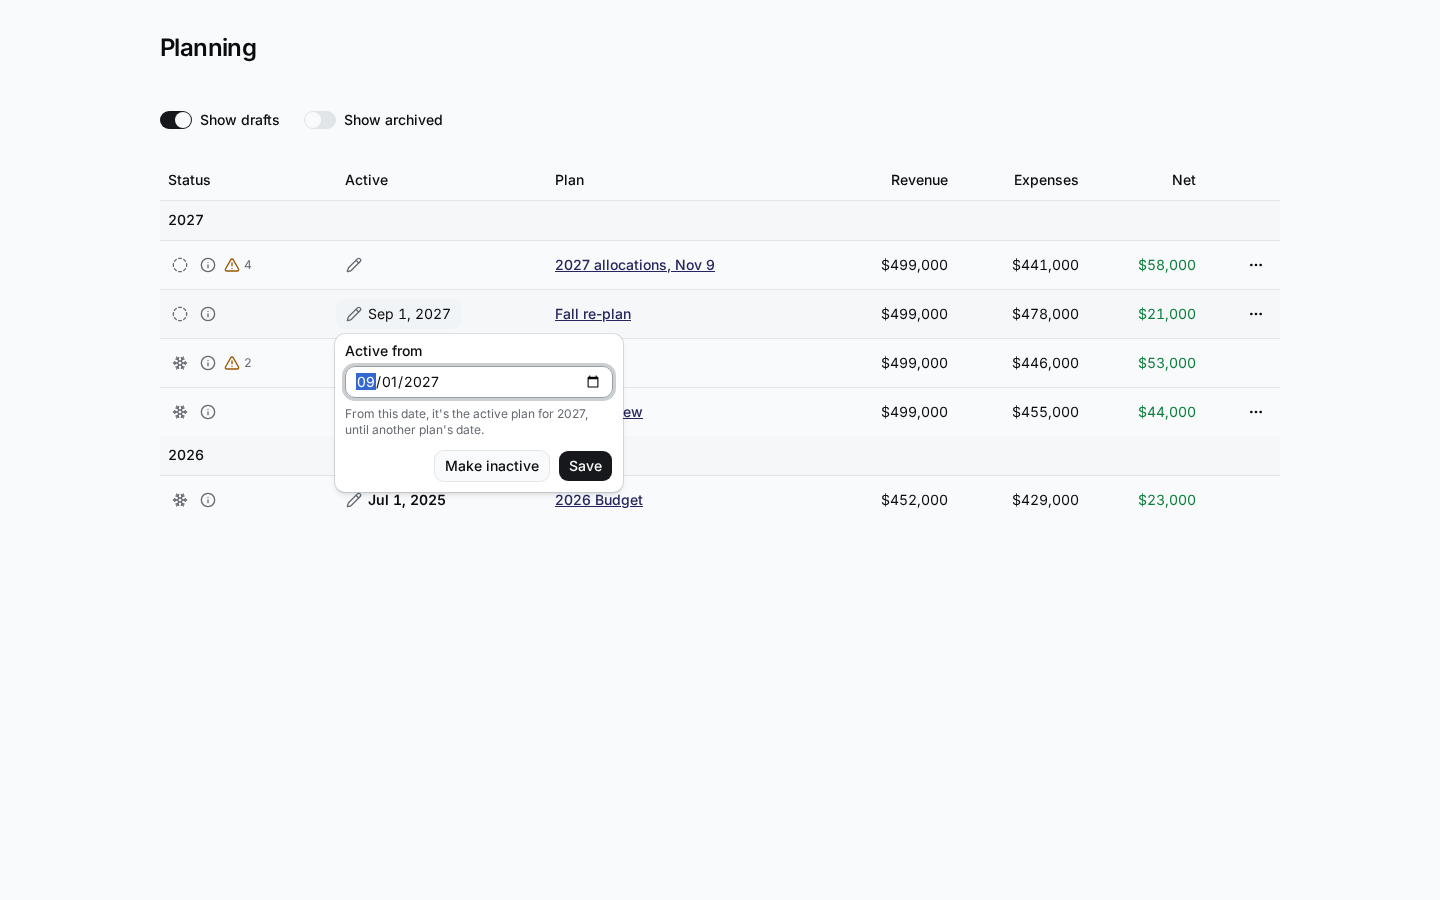 Planning
Show drafts Show archived
Status Active Plan Revenue Expenses Net
2027
4 2027 allocations, Nov 9 $499,000 $441,000 $58,000
Sep 1, 2027 Fall re-plan $499,000 $478,000 $21,000
2 $499,000 $446,000 $53,000
$499,000 $455,000 $44,000
Active from
09/01/2027
From this date, it's the active plan for 2027,
until another plan's date.
Make inactive Save
2026
Jul 1, 2025 2026 Budget $452,000 $429,000 $23,000